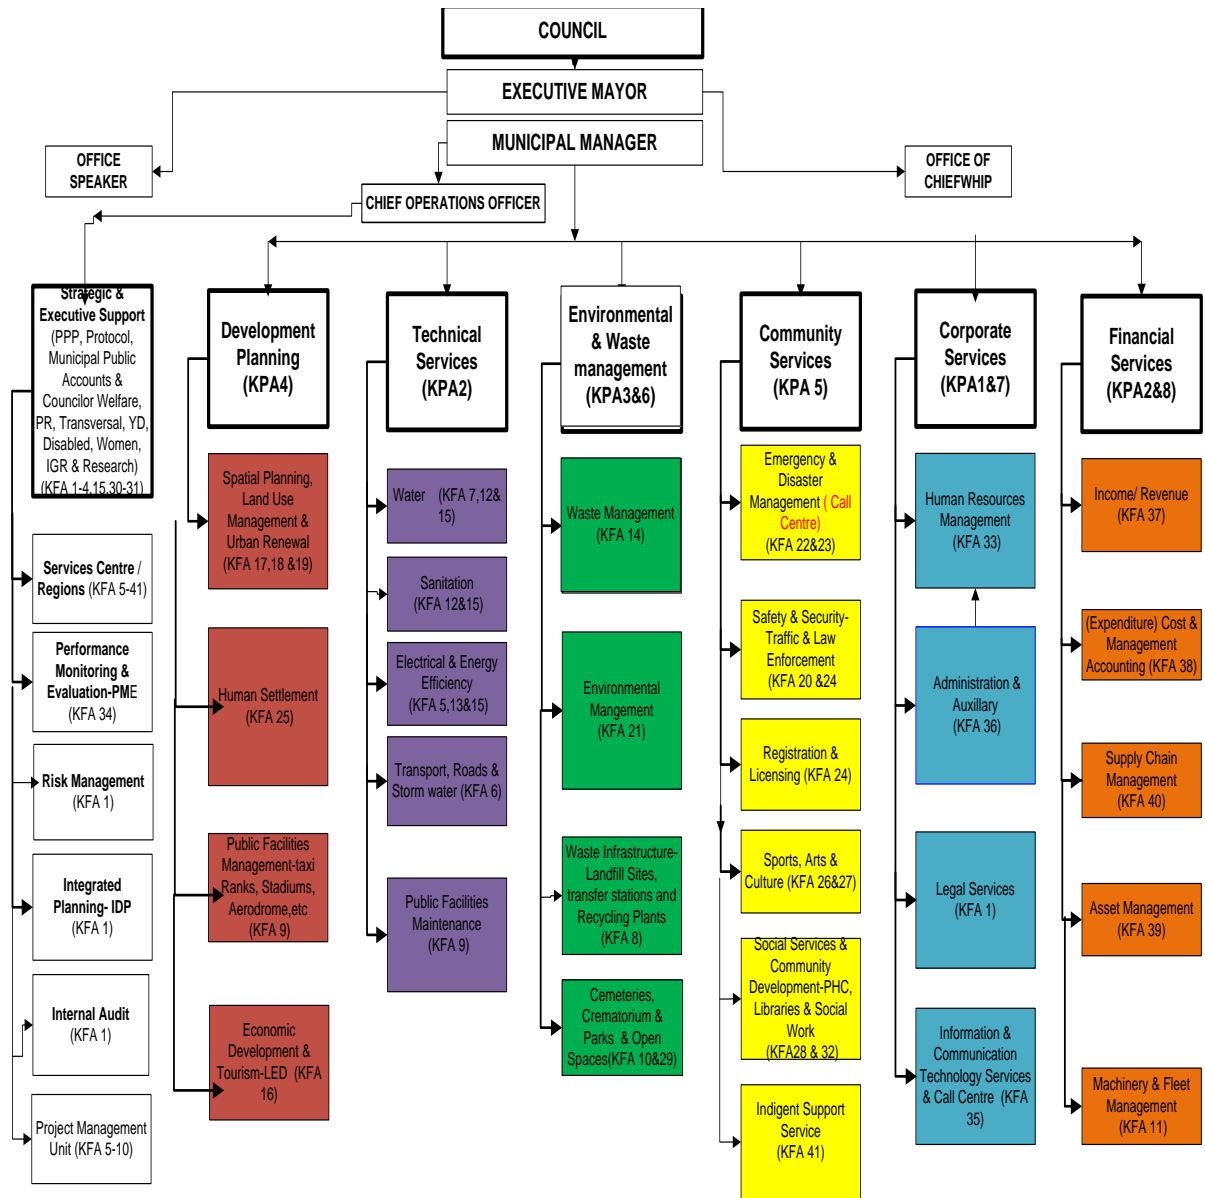 COUNCIL
EXECUTIVE MAYOR
MUNICIPAL MANAGER
OFFICE
SPEAKER
OFFICE OF
CHIEFWHIP
CHIEF OPERATIONS OFFICER
Strategic &
Executive Support
(PPP, Protocol,
Municipal Public
Accounts &
Councilor Welfare,
PR, Transversal, YD,
Disabled, Women,
IGR & Research)
(KFA 1-4,15,30-31)
Services Centre /
Regions (KFA 5-41)
Performance
Monitoring &
Evaluation-PME
(KFA 34)
Risk Management
(KFA 1)
Integrated
Planning- IDP
(KFA 1)
Internal Audit
(KFA 1)
Project Management
Unit (KFA 5-10)
Development
Planning
(KPA4)
Spatial Planning,
Land Use
Management &
Urban Renewal
(KFA 17,18 &19)
Human Settlement
(KFA 25)
Public Facilities
Management-taxi
Ranks, Stadiums,
Aerodrome,etc
(KFA 9)
Economic
Development &
Tourism-LED (KFA
16)
Technical
Services
(KPA2)
Water (KFA 7,12&
15)
Sanitation
(KFA 12&15)
Electrical & Energy
Efficiency
(KFA 5,13&15)
Transport, Roads &
Storm water (KFA 6)
Public Facilities
Maintenance
(KFA 9)
Environmental
& Waste
management
(KPA3&6)
Waste Management
(KFA 14)
Environmental
Mangement
(KFA 21)
Waste Infrastructure-
Landfill Sites,
transfer stations and
Recycling Plants
(KFA 8)
Cemeteries,
Crematorium &
Parks & Open
Spaces(KFA 10&29)
Community
Services
(KPA 5)
Emergency &
Disaster
Management ( Call
Centre)
(KFA 22&23)
Safety & Security-
Traffic & Law
Enforcement
(KFA 20 &24
Registration &
Licensing (KFA 24)
Sports, Arts &
Culture (KFA 26&27)
Social Services &
Community
Development-PHC,
Libraries & Social
Work
(KFA28 & 32)
Indigent Support
Service
(KFA 41)
Corporate
Services
(KPA1&7)
Human Resources
Management
(KFA 33)
Administration &
Auxillary
(KFA 36)
Legal Services
(KFA 1)
Information &
Communication
Technology Services
& Call Centre (KFA
35)
Financial
Services
(KPA2&8)
Income/ Revenue
(KFA 37)
(Expenditure) Cost &
Management
Accounting (KFA 38)
Supply Chain
Management
(KFA 40)
Asset Management
(KFA 39)
Machinery & Fleet
Management
(KFA 11)